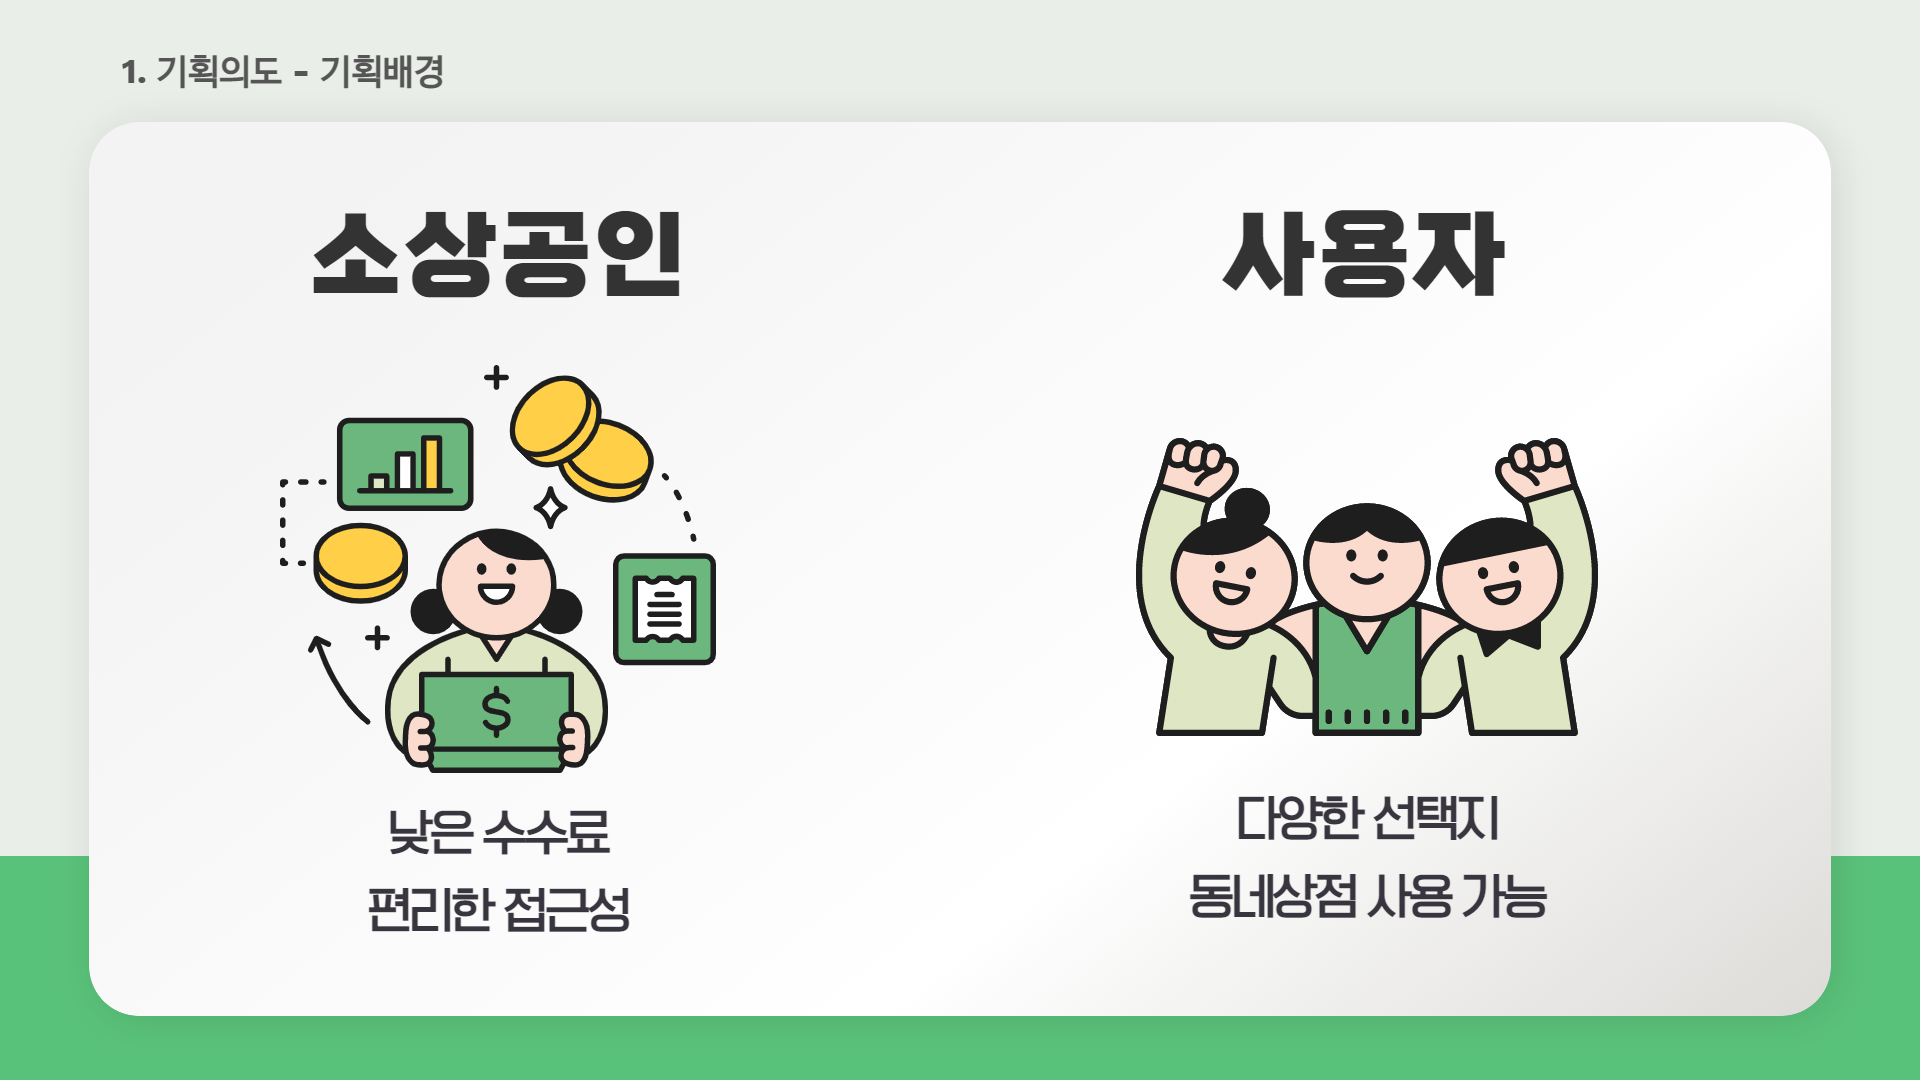 1. 기획의도 - 기획배경
소상공인
낮은 수수료
편리한 접근성
사용자
다양한 선택지
동네상점 사용 가능
$